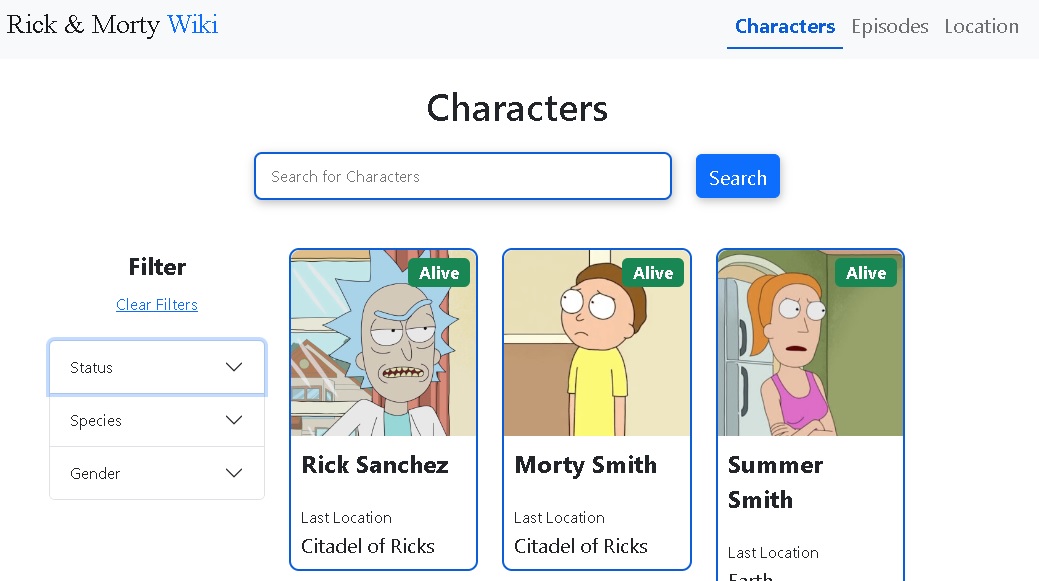 Rick & Morty Wiki
Characters Episodes Location
Characters
Search for Characters
Search
Filter
Clear Filters
Status
Species
Gender
Alive
Rick Sanchez
Last Location
Citadel of Ricks
Alive
Morty Smith
Last Location
Citadel of Ricks
Alive
Summer
Smith
Last Location
Earth